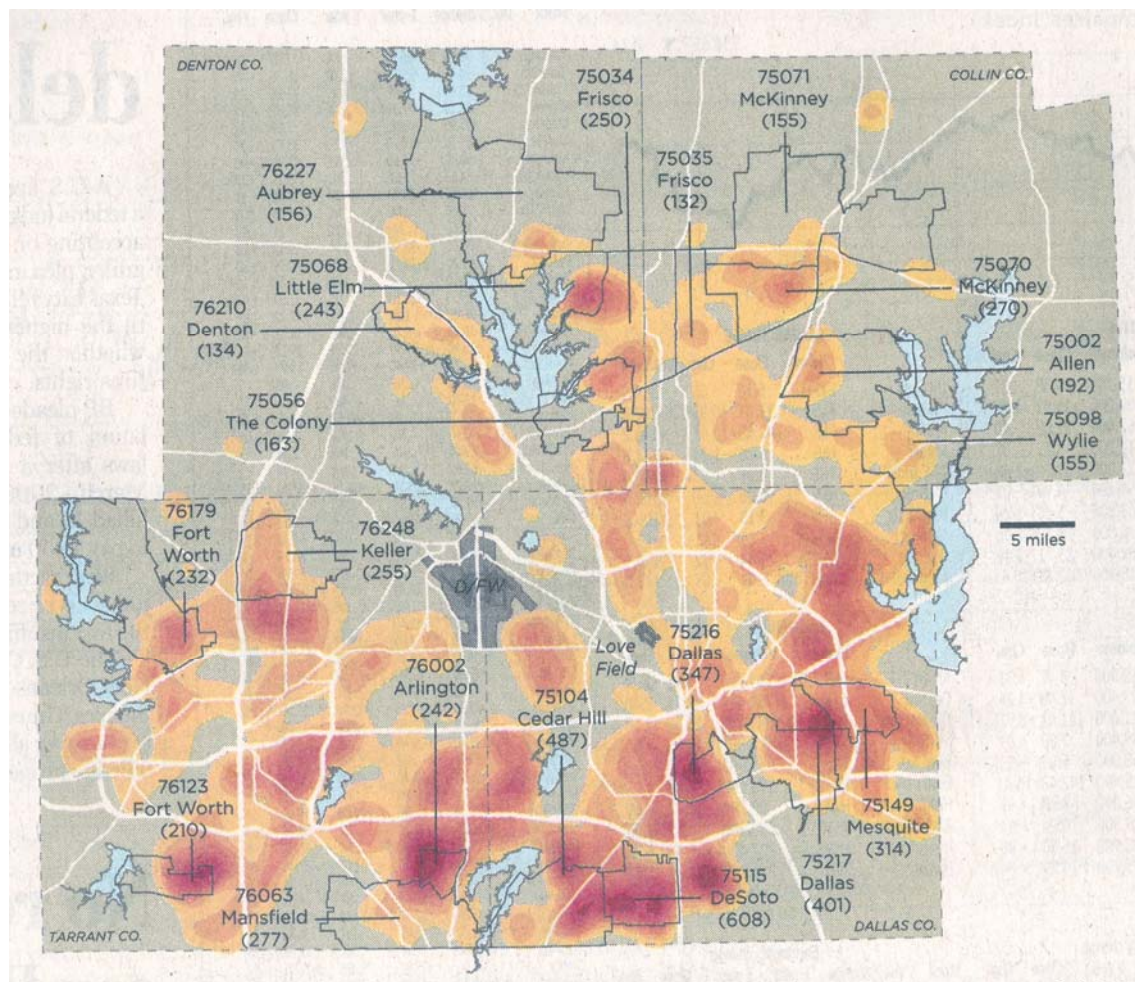 DENTON CO.
COLLIN CO.
75034
Frisco
(250)
75071
McKinney
(155)
76227
Aubrey
(156)
75035
Frisco
(132)
75068
Little Elm
(243)
75070
McKinney
(270)
76210
Denton
(134)
75002
Allen
(192)
75056
The Colony
(163)
75098
Wylie
(155)
76179
Fort
Worth
(232)
76248
Keller
(255)
5 miles
D/FW
Love
Field
75216
Dallas
(347)
76002
Arlington
(242)
75104
Cedar Hill
(487)
76123
Fort Worth
(210)
75149
Mesquite
(314)
75217
Dallas
(401)
75115
DeSoto
(608)
76063
Mansfield
(277)
TARRANT CO.
DALLAS CO.